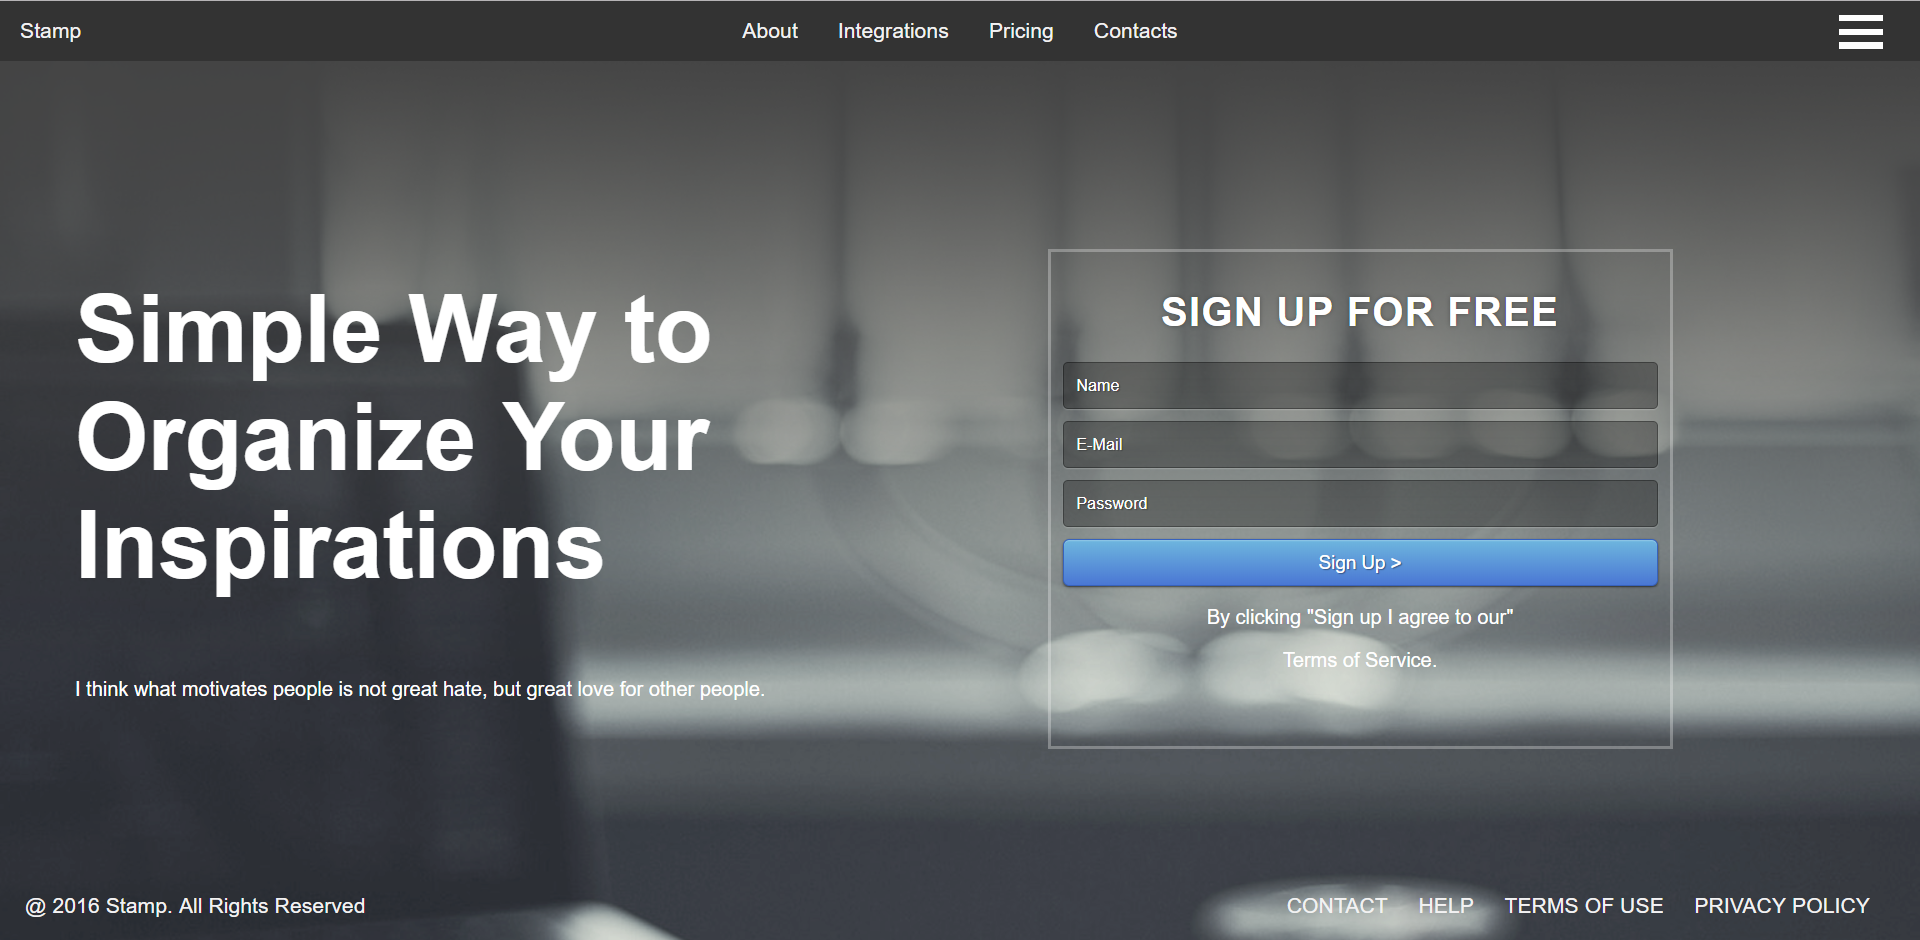 Stamp
About
Integrations
Pricing
Contacts
Simple Way to
Organize Your
Inspirations
I think what motivates people is not great hate, but great love for other people.
SIGN UP FOR FREE
Name
E-Mail
Password
Sign Up >
By clicking "Sign up I agree to our"
Terms of Service.
@ 2016 Stamp. All Rights Reserved
CONTACT
HELP
TERMS OF USE
PRIVACY POLICY